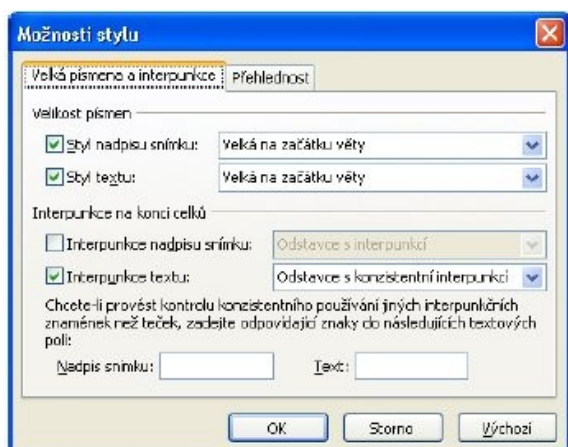 Možnosti stylu
Velká písmena a interpunkce Přehlednost
Velikost písmen
Styl nadpisu snímku: Velká na začátku věty
Styl textu: Velká na začátku věty
Interpunkce na konci celků
Interpunkce nadpisu snímku: Odstavce s interpunkcí
Interpunkce textu: Odstavce s konzistentní interpunkcí
Chcete-li provést kontrolu konzistentního používání jiných interpunkčních
znamének než teček, zadejte odpovídající znaky do následujících textových
polí:
Nadpis snímku: Text:
OK Storno Výchozí